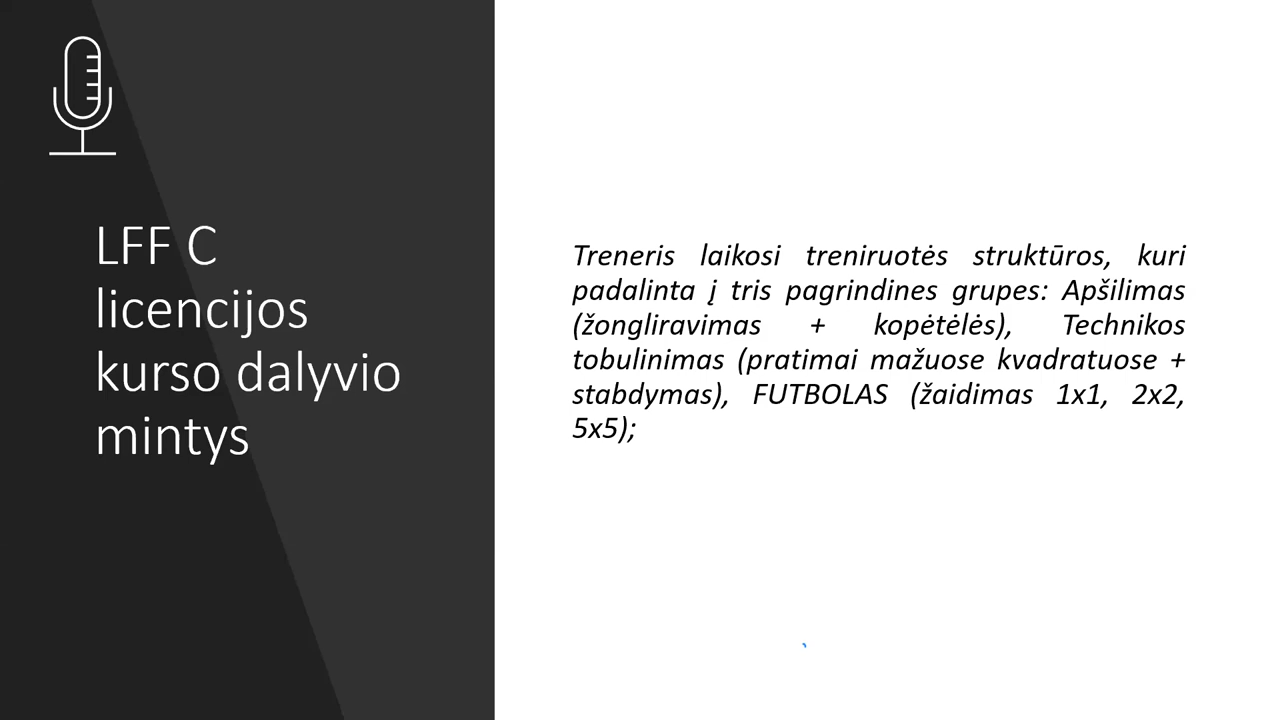 LFF C
licencijos
kurso dalyvio
mintys
Treneris laikosi treniruotės struktūros, kuri
padalinta į tris pagrindines grupes: Apšilimas
(žongliravimas + kopėtėlės), Technikos
tobulinimas (pratimai mažuose kvadratuose +
stabdymas), FUTBOLAS (žaidimas 1x1, 2x2,
5x5);